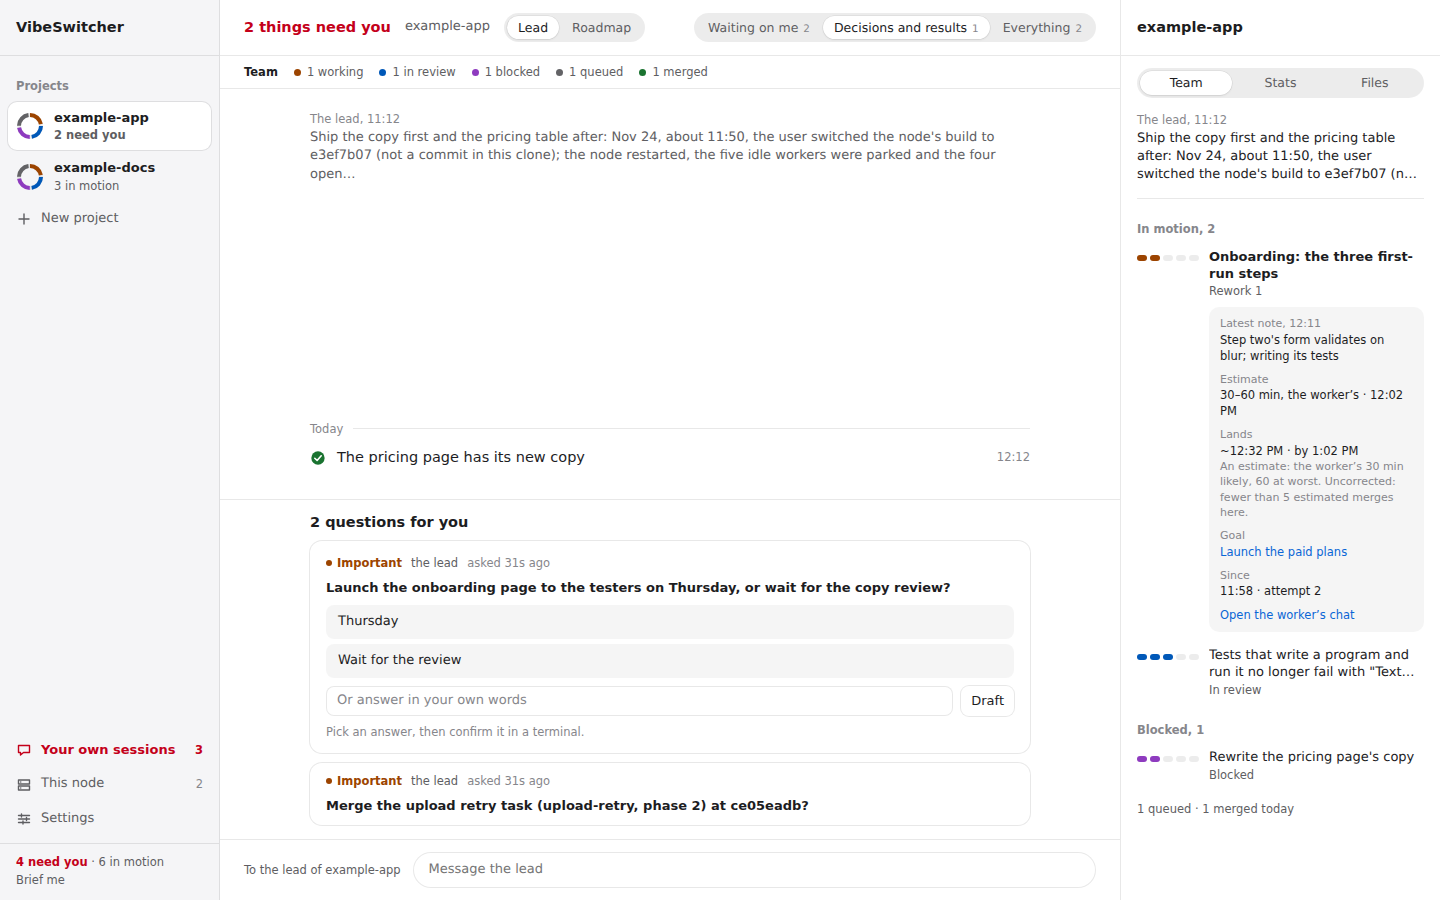 VibeSwitcher
Projects
example-app
2 need you
example-docs
3 in motion
New project
Your own sessions 3
This node 2
Settings
4 need you · 6 in motion
Brief me
2 things need you example-app Lead Roadmap Waiting on me 2 Decisions and results 1 Everything 2
Team 1 working 1 in review 1 blocked 1 queued 1 merged
The lead, 11:12
Ship the copy first and the pricing table after: Nov 24, about 11:50, the user switched the node's build to
e3ef7b07 (not a commit in this clone); the node restarted, the five idle workers were parked and the four
open…
Today
The pricing page has its new copy 12:12
2 questions for you
Important the lead asked 31s ago
Launch the onboarding page to the testers on Thursday, or wait for the copy review?
Thursday
Wait for the review
Or answer in your own words Draft
Pick an answer, then confirm it in a terminal.
Important the lead asked 31s ago
Merge the upload retry task (upload-retry, phase 2) at ce05eadb?
To the lead of example-app Message the lead
example-app
Team Stats Files
The lead, 11:12
Ship the copy first and the pricing table
after: Nov 24, about 11:50, the user
switched the node's build to e3ef7b07 (n…
In motion, 2
Onboarding: the three first-
run steps
Rework 1
Latest note, 12:11
Step two's form validates on
blur; writing its tests
Estimate
30–60 min, the worker’s · 12:02
PM
Lands
~12:32 PM · by 1:02 PM
An estimate: the worker’s 30 min
likely, 60 at worst. Uncorrected:
fewer than 5 estimated merges
here.
Goal
Launch the paid plans
Since
11:58 · attempt 2
Open the worker’s chat
Tests that write a program and
run it no longer fail with "Text…
In review
Blocked, 1
Rewrite the pricing page's copy
Blocked
1 queued · 1 merged today